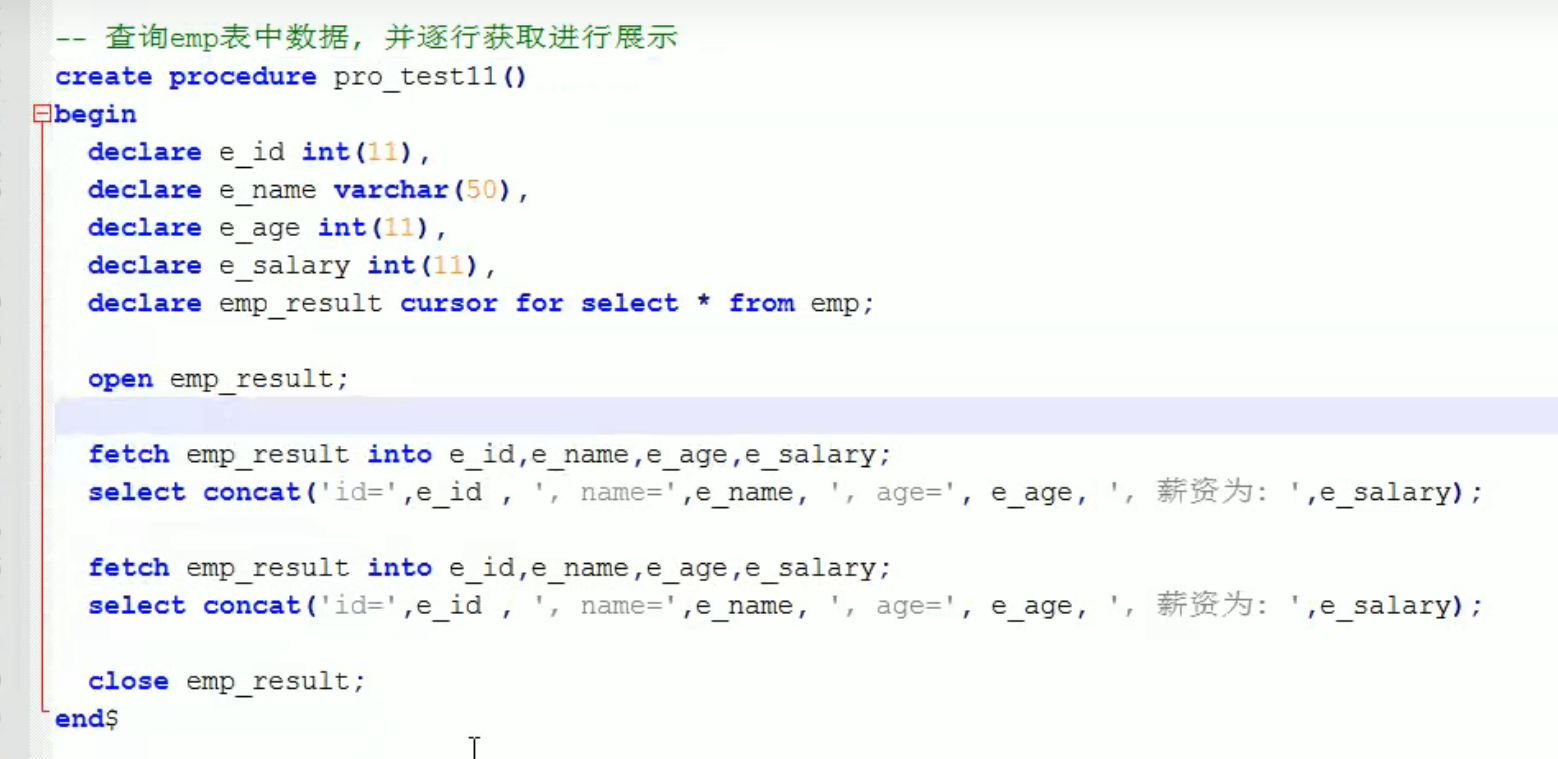 -- 查询emp表中数据, 并逐行获取进行展示
create procedure pro_test11()
begin
declare e_id int(11),
declare e_name varchar(50),
declare e_age int(11),
declare e_salary int(11),
declare emp_result cursor for select * from emp;
open emp_result;
fetch emp_result into e_id,e_name,e_age,e_salary;
select concat('id=',e_id , ', name=',e_name, ', age=', e_age, ', 薪资为: ',e_salary);
fetch emp_result into e_id,e_name,e_age,e_salary;
select concat('id=',e_id , ', name=',e_name, ', age=', e_age, ', 薪资为: ',e_salary);
close emp_result;
end$